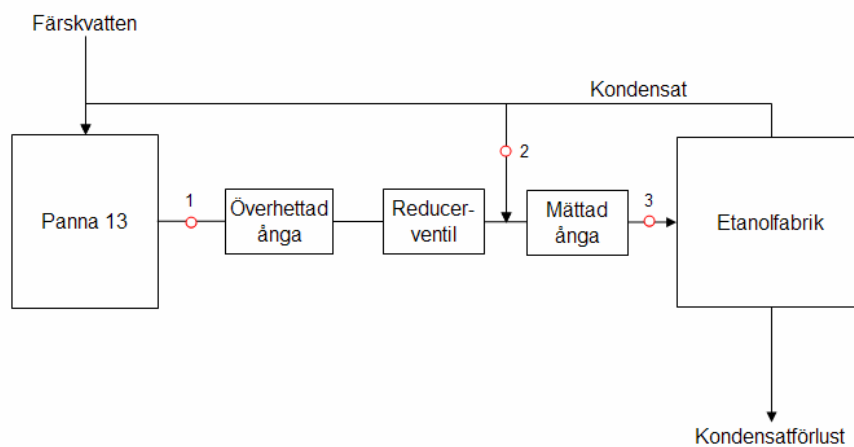 Färskvatten
Kondensat
2
1
3
Panna 13
Överhettad
ånga
Reducer-
ventil
Mättad
ånga
Etanolfabrik
Kondensatförlust